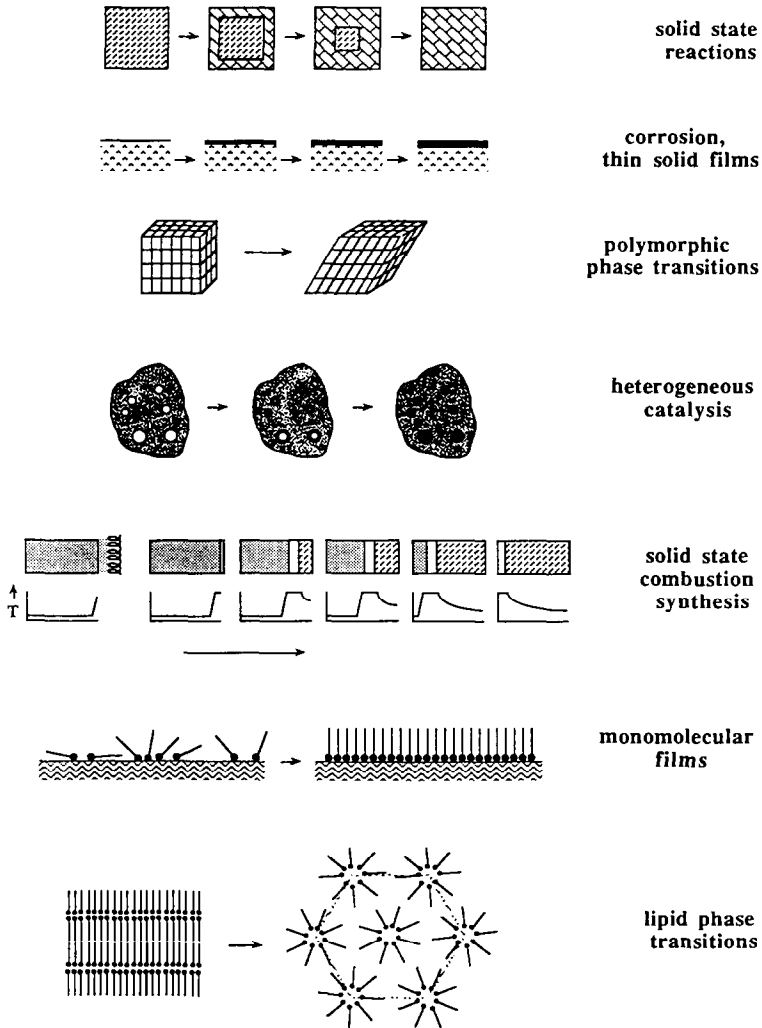 solid state
reactions
corrosion,
thin solid films
polymorphic
phase transitions
heterogeneous
catalysis
solid state
combustion
synthesis
T
monomolecular
films
lipid phase
transitions